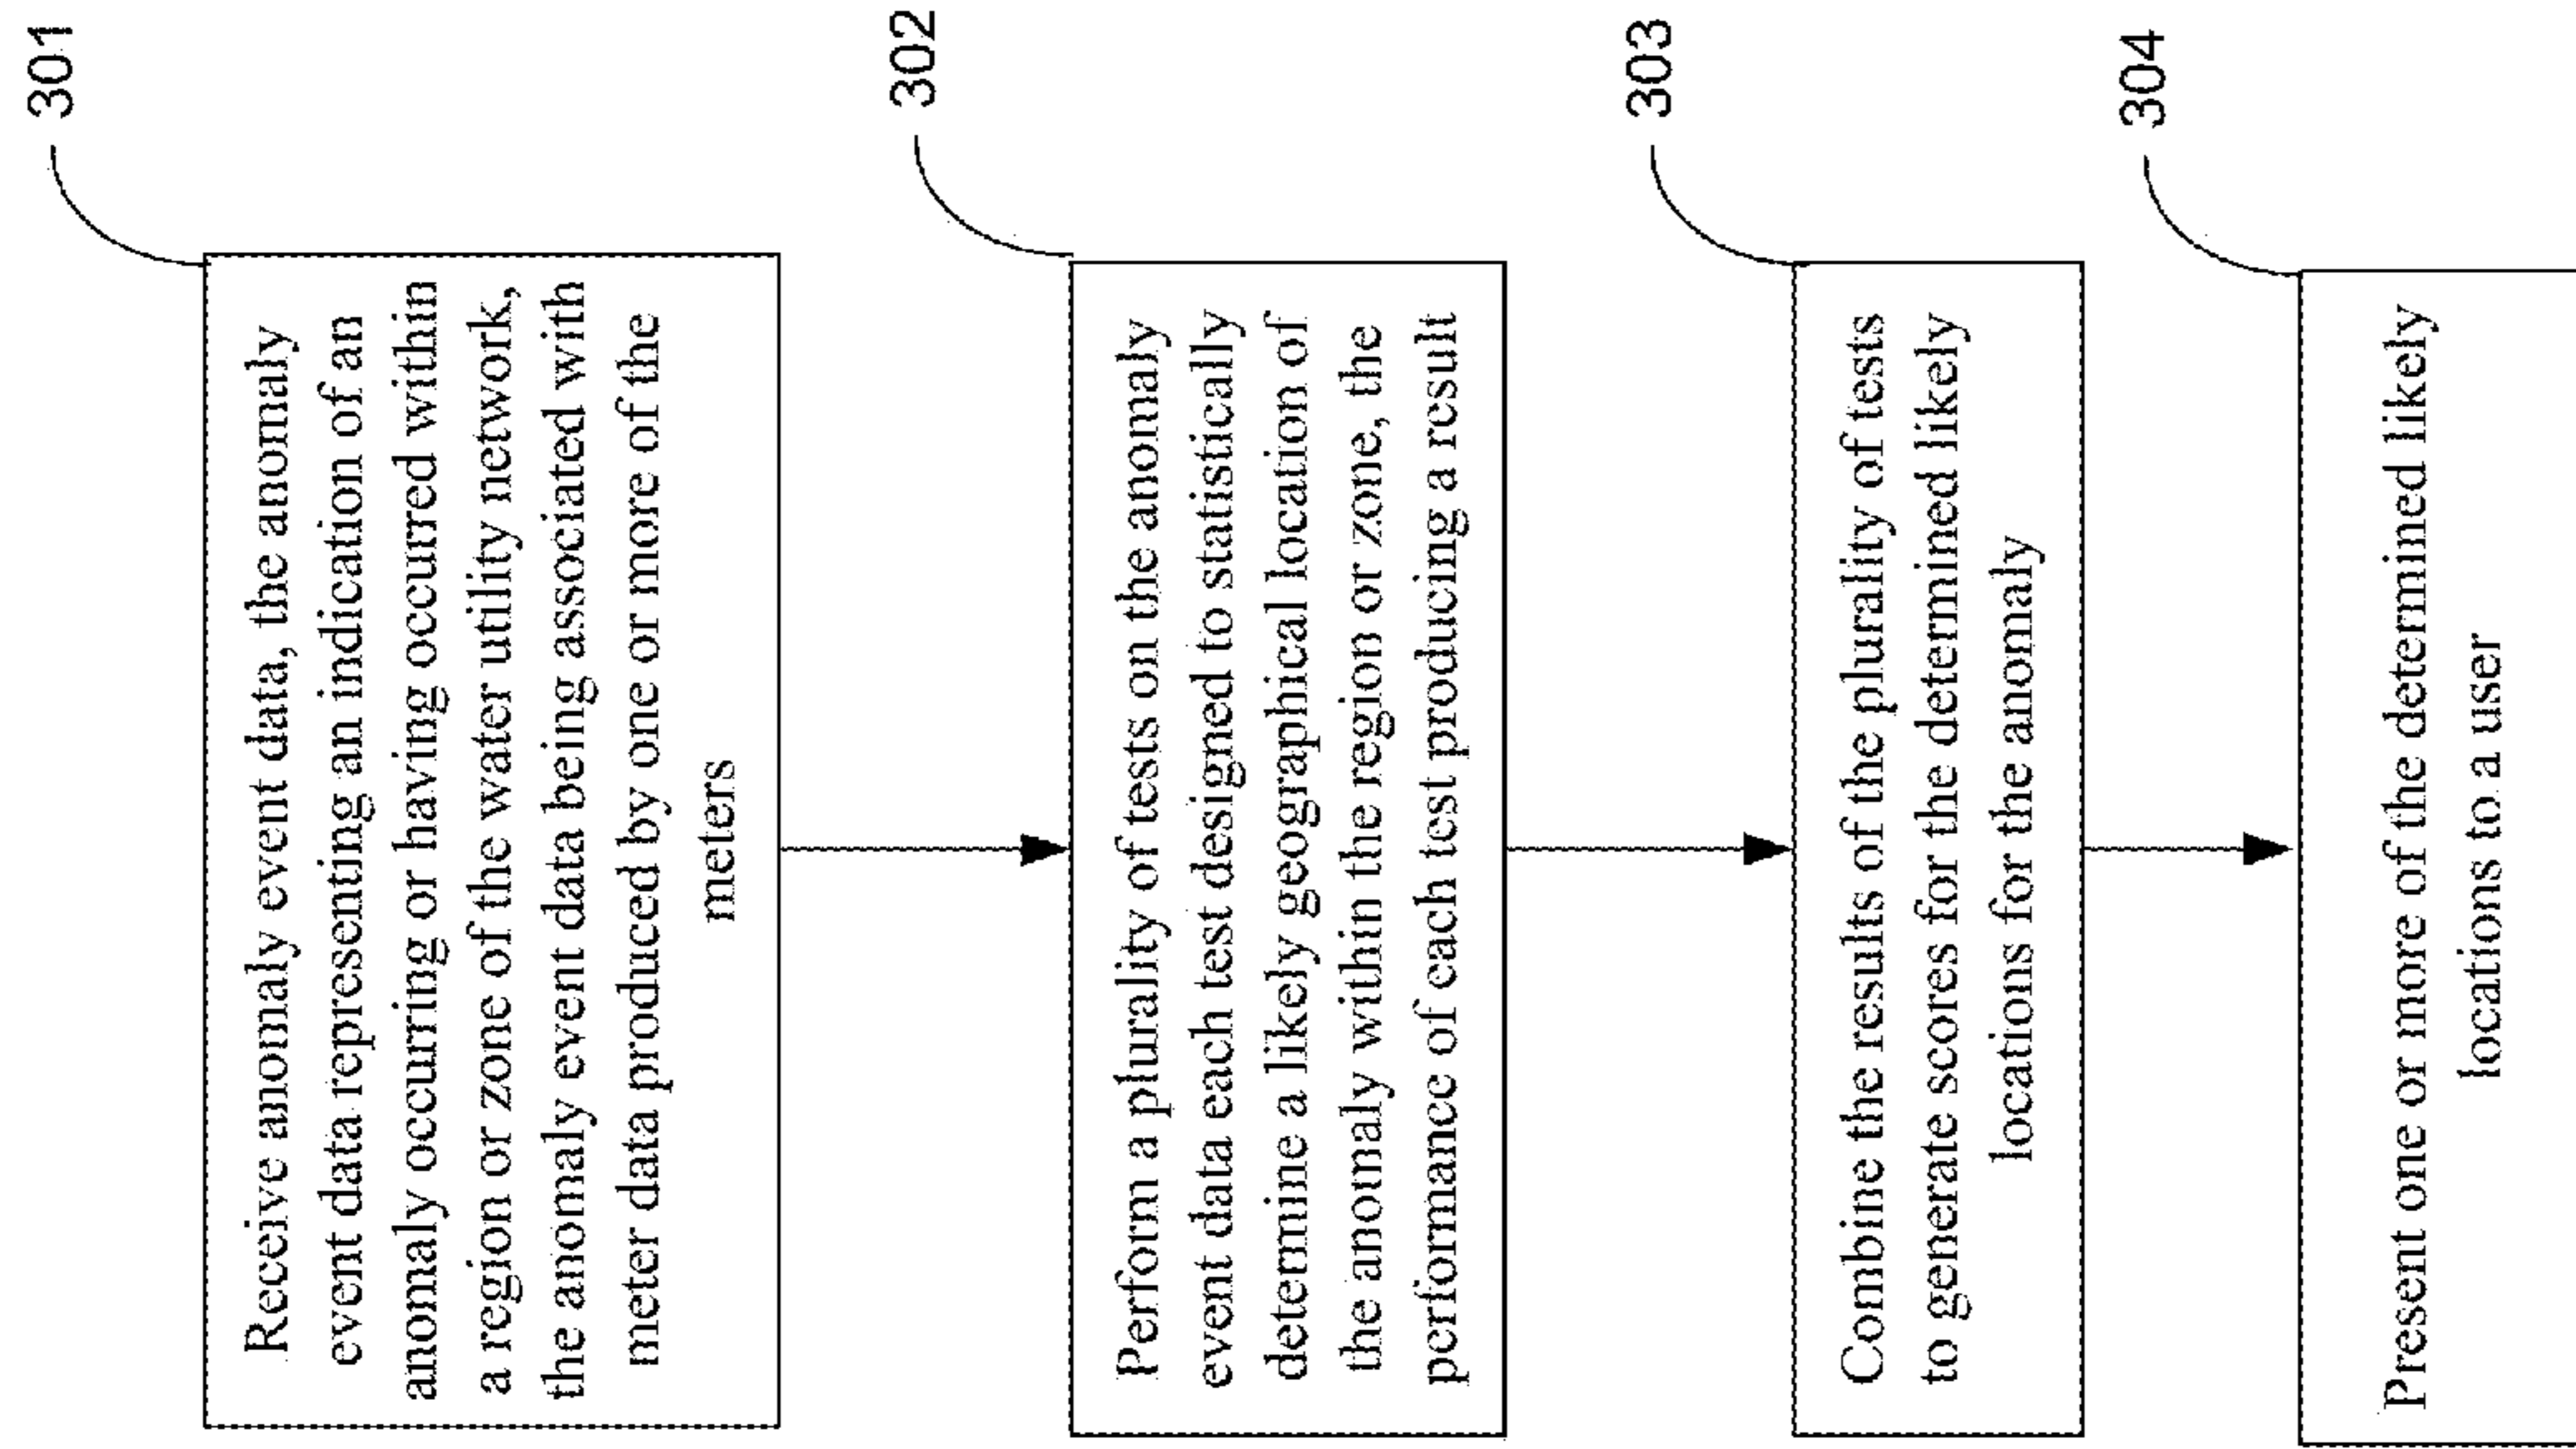 301
Receive anomaly event data, the anomaly
event data representing an indication of an
anomaly occurring or having occurred within
a region or zone of the water utility network,
the anomaly event data being associated with
meter data produced by one or more of the
meters
302
Perform a plurality of tests on the anomaly
event data each test designed to statistically
determine a likely geographical location of
the anomaly within the region or zone, the
performance of each test producing a result
303
Combine the results of the plurality of tests
to generate scores for the determined likely
locations for the anomaly
304
Present one or more of the determined likely
locations to a user